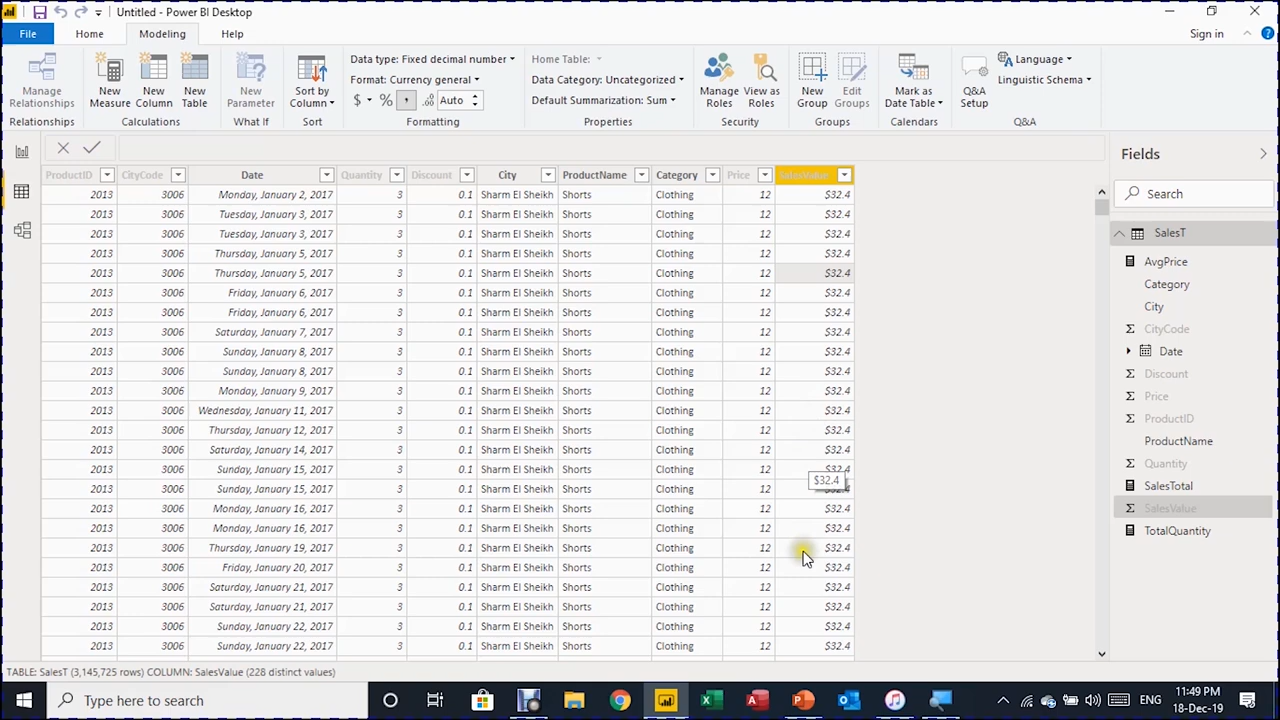 Untitled - Power BI Desktop
File Home Modeling Help Sign in
Data type: Fixed decimal number
Home Table:
Language
Format: Currency general
Data Category: Uncategorized
Linguistic Schema
$ % , .00 Auto
Default Summarization: Sum
Manage Relationships
New Measure
New Column
New Table
New Parameter
Sort by Column
Manage Roles
View as Roles
New Group
Edit Groups
Mark as Date Table
Q&A Setup
Relationships Calculations What If Sort Formatting Properties Security Groups Calendars Q&A
Date Quantity Discount City ProductName Category Price SalesValue
2013 3006 Monday, January 2, 2017 3 0.1 Sharm El Sheikh Shorts Clothing 12 $32.4
2013 3006 Tuesday, January 3, 2017 3 0.1 Sharm El Sheikh Shorts Clothing 12 $32.4
2013 3006 Tuesday, January 3, 2017 3 0.1 Sharm El Sheikh Shorts Clothing 12 $32.4
2013 3006 Thursday, January 5, 2017 3 0.1 Sharm El Sheikh Shorts Clothing 12 $32.4
2013 3006 Thursday, January 5, 2017 3 0.1 Sharm El Sheikh Shorts Clothing 12 $32.4
2013 3006 Friday, January 6, 2017 3 0.1 Sharm El Sheikh Shorts Clothing 12 $32.4
2013 3006 Friday, January 6, 2017 3 0.1 Sharm El Sheikh Shorts Clothing 12 $32.4
2013 3006 Saturday, January 7, 2017 3 0.1 Sharm El Sheikh Shorts Clothing 12 $32.4
2013 3006 Sunday, January 8, 2017 3 0.1 Sharm El Sheikh Shorts Clothing 12 $32.4
2013 3006 Sunday, January 8, 2017 3 0.1 Sharm El Sheikh Shorts Clothing 12 $32.4
2013 3006 Monday, January 9, 2017 3 0.1 Sharm El Sheikh Shorts Clothing 12 $32.4
2013 3006 Wednesday, January 11, 2017 3 0.1 Sharm El Sheikh Shorts Clothing 12 $32.4
2013 3006 Thursday, January 12, 2017 3 0.1 Sharm El Sheikh Shorts Clothing 12 $32.4
2013 3006 Saturday, January 14, 2017 3 0.1 Sharm El Sheikh Shorts Clothing 12 $32.4
2013 3006 Sunday, January 15, 2017 3 0.1 Sharm El Sheikh Shorts Clothing 12 $32.4
$32.4
2013 3006 Sunday, January 15, 2017 3 0.1 Sharm El Sheikh Shorts Clothing 12 $32.4
2013 3006 Monday, January 16, 2017 3 0.1 Sharm El Sheikh Shorts Clothing 12 $32.4
2013 3006 Monday, January 16, 2017 3 0.1 Sharm El Sheikh Shorts Clothing 12 $32.4
2013 3006 Thursday, January 19, 2017 3 0.1 Sharm El Sheikh Shorts Clothing 12 $32.4
2013 3006 Friday, January 20, 2017 3 0.1 Sharm El Sheikh Shorts Clothing 12 $32.4
2013 3006 Saturday, January 21, 2017 3 0.1 Sharm El Sheikh Shorts Clothing 12 $32.4
2013 3006 Saturday, January 21, 2017 3 0.1 Sharm El Sheikh Shorts Clothing 12 $32.4
2013 3006 Sunday, January 22, 2017 3 0.1 Sharm El Sheikh Shorts Clothing 12 $32.4
2013 3006 Sunday, January 22, 2017 3 0.1 Sharm El Sheikh Shorts Clothing 12 $32.4
Fields
Search
SalesT
AvgPrice
Category
City
CityCode
Date
Discount
Price
ProductID
ProductName
Quantity
SalesTotal
SalesValue
TotalQuantity
TABLE: SalesT (3,145,725 rows) COLUMN: SalesValue (228 distinct values)
Type here to search
ENG
11:49 PM
18-Dec-19